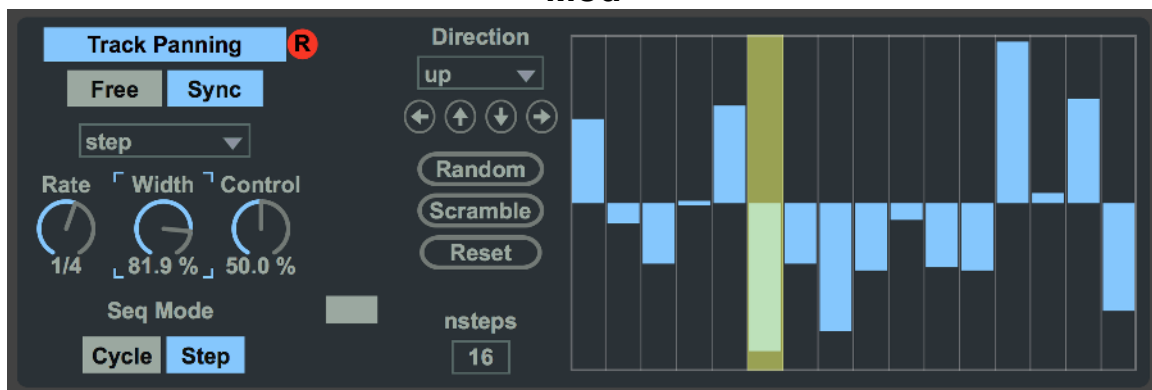 Track Panning
R
Free
Sync
step
Rate
Width
Control
1/4
81.9 %
50.0 %
Seq Mode
Cycle
Step
Direction
up
Random
Scramble
Reset
nsteps
16